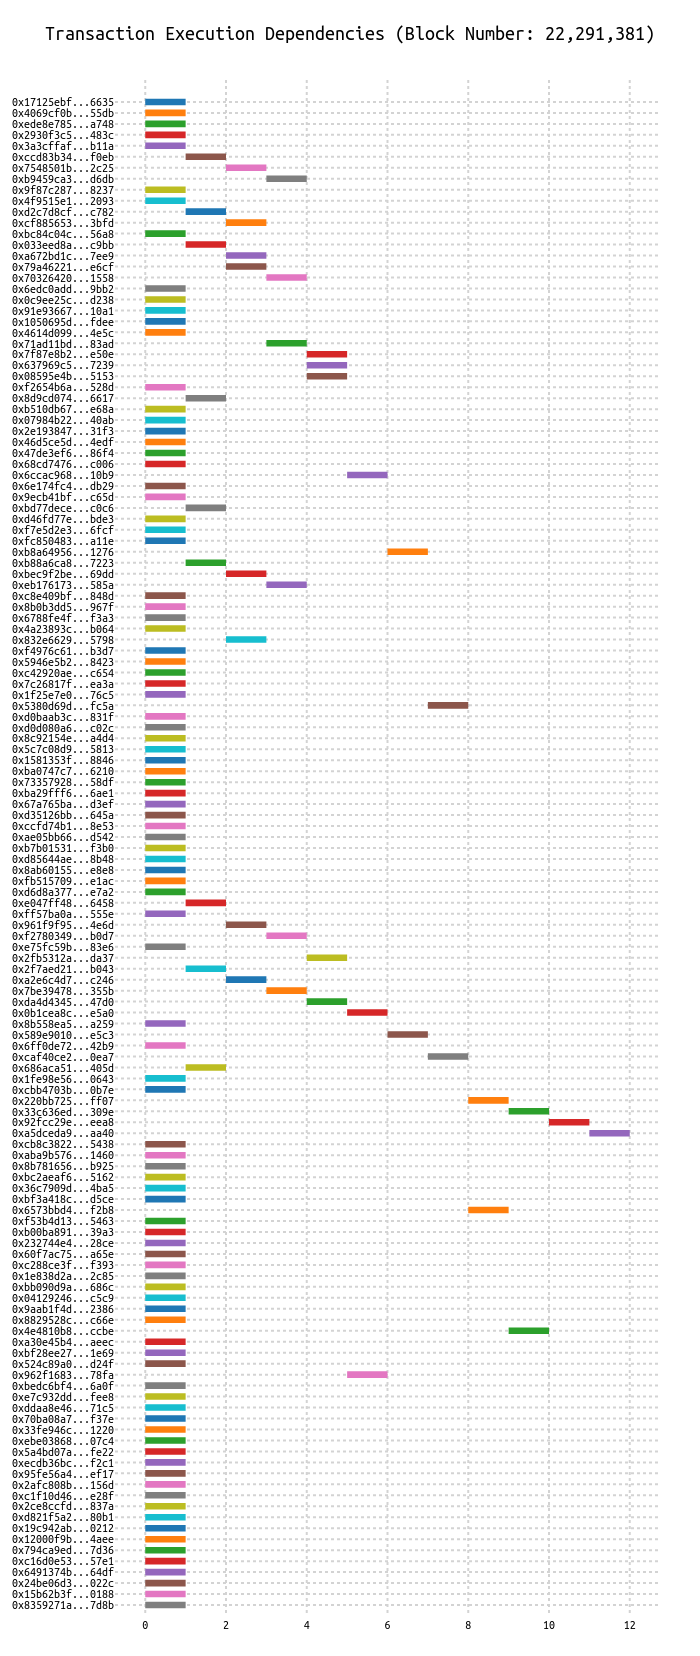 Transaction Execution Dependencies (Block Number: 22,291,381)
0x17125ebf...6635
0x4069cf0b...55db
0xede8e785...a748
0x2930f3c5...483c
0x3a3cffaf...b11a
0xccd83b34...f0eb
0x7548501b...2c25
0xb9459ca3...d6db
0x9f87c287...8237
0x4f9515e1...2093
0xd2c7d8cf...c782
0xcf885653...3bfd
0xbc84c04c...56a8
0x033eed8a...c9bb
0xa672bd1c...7ee9
0x79a46221...e6cf
0x70326420...1558
0x6edc0add...9bb2
0x0c9ee25c...d238
0x91e93667...10a1
0x1050695d...fdee
0x4614d099...4e5c
0x71ad11bd...83ad
0x7f87e8b2...e50e
0x637969c5...7239
0x08595e4b...5153
0xf2654b6a...528d
0x8d9cd074...6617
0xb510db67...e68a
0x07984b22...40ab
0x2e193847...31f3
0x46d5ce5d...4edf
0x47de3ef6...86f4
0x68cd7476...c006
0x6ccac968...10b9
0x6e174fc4...db29
0x9ecb41bf...c65d
0xbd77dece...c0c6
0xd46fd77e...bde3
0xf7e5d2e3...6fcf
0xfc850483...a11e
0xb8a64956...1276
0xb88a6ca8...7223
0xbec9f2be...69dd
0xeb176173...585a
0xc8e409bf...848d
0x8b0b3dd5...967f
0x6788fe4f...f3a3
0x4a23893c...b064
0x832e6629...5798
0xf4976c61...b3d7
0x5946e5b2...8423
0xc42920ae...c654
0x7c26817f...ea3a
0x1f25e7e0...76c5
0x5380d69d...fc5a
0xd0baab3c...831f
0xd0d080a6...c02c
0x8c92154e...a4d4
0x5c7c08d9...5813
0x1581353f...8846
0xba0747c7...6210
0x73357928...58df
0xba29fff6...6ae1
0x67a765ba...d3ef
0xd35126bb...645a
0xccfd74b1...8e53
0xae05bb66...d542
0xb7b01531...f3b0
0xd85644ae...8b48
0x8ab60155...e8e8
0xfb515709...e1ac
0xd6d8a377...e7a2
0xe047ff48...6458
0xff57ba0a...555e
0x961f9f95...4e6d
0xf2780349...b0d7
0xe75fc59b...83e6
0x2fb5312a...da37
0x2f7aed21...b043
0xa2e6c4d7...c246
0x7be39478...355b
0xda4d4345...47d0
0x0b1cea8c...e5a0
0x8b558ea5...a259
0x589e9010...e5c3
0x6ff0de72...42b9
0xcaf40ce2...0ea7
0x686aca51...405d
0x1fe98e56...0643
0xcbb4703b...0b7e
0x220bb725...ff07
0x33c636ed...309e
0x92fcc29e...eea8
0xa5dceda9...aa40
0xcb8c3822...5438
0xaba9b576...1460
0x8b781656...b925
0xbc2aeaf6...5162
0x36c7909d...4ba5
0xbf3a418c...d5ce
0x6573bbd4...f2b8
0xf53b4d13...5463
0xb00ba891...39a3
0x232744e4...28ce
0x60f7ac75...a65e
0xc288ce3f...f393
0x1e838d2a...2c85
0xbb090d9a...686c
0x04129246...c5c9
0x9aab1f4d...2386
0x8829528c...c66e
0x4e4810b8...ccbe
0xa30e45b4...aeec
0xbf28ee27...1e69
0x524c89a0...d24f
0x962f1683...78fa
0xbedc6bf4...6a0f
0xe7c932dd...fee8
0xddaa8e46...71c5
0x70ba08a7...f37e
0x33fe946c...1220
0xebe03868...07c4
0x5a4bd07a...fe22
0xecdb36bc...f2c1
0x95fe56a4...ef17
0x2afc808b...156d
0xc1f10d46...e28f
0x2ce8ccfd...837a
0xd821f5a2...80b1
0x19c942ab...0212
0x12000f9b...4aee
0x794ca9ed...7d36
0xc16d0e53...57e1
0x6491374b...64df
0x24be06d3...022c
0x15b62b3f...0188
0x8359271a...7d8b
0 2 4 6 8 10 12